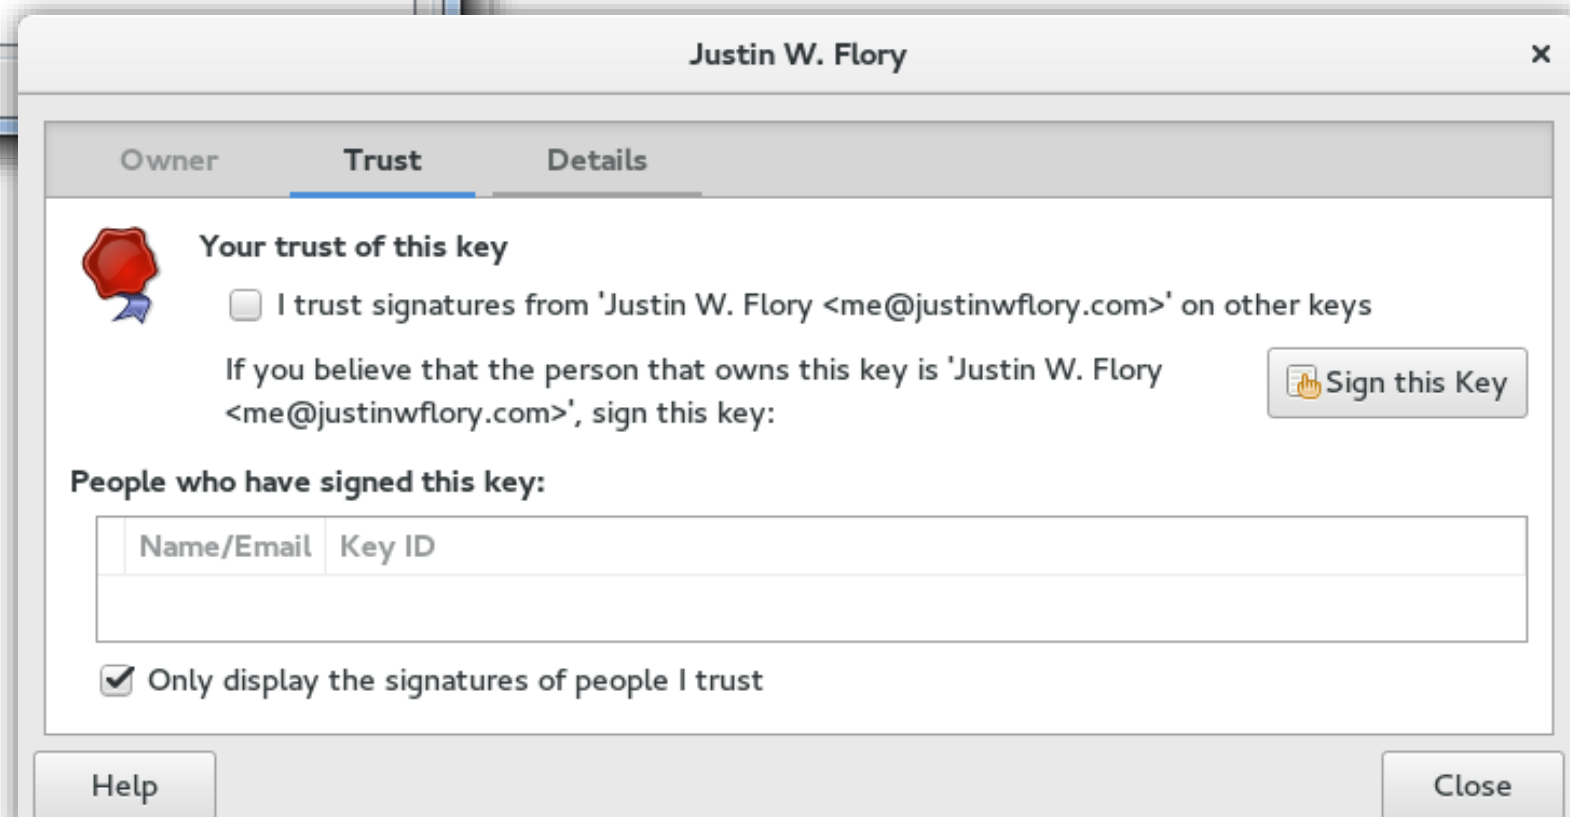 Justin W. Flory
Owner Trust Details
Your trust of this key
I trust signatures from 'Justin W. Flory <me@justinwflory.com>' on other keys
If you believe that the person that owns this key is 'Justin W. Flory
<me@justinwflory.com>', sign this key:
Sign this Key
People who have signed this key:
Name/Email Key ID
Only display the signatures of people I trust
Help Close